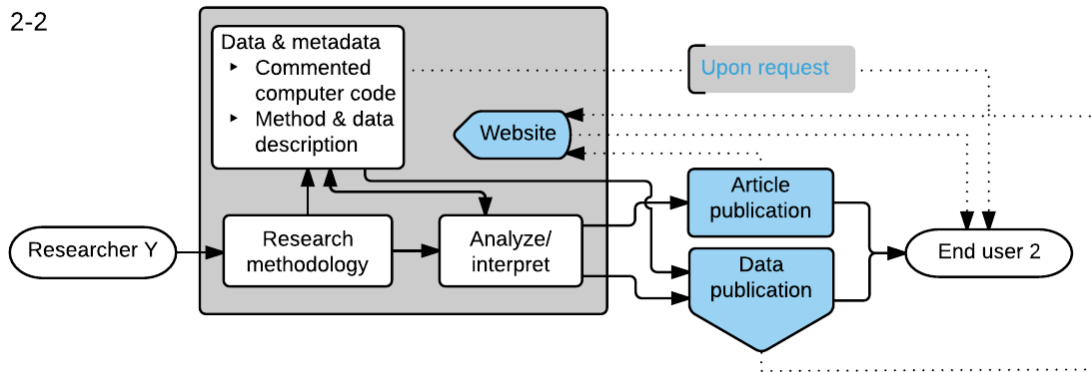 2-2
Data & metadata
‣ Commented
computer code
‣ Method & data
description
Upon request
Website
Article
publication
Researcher Y
Research
methodology
Analyze/
interpret
Data
publication
End user 2